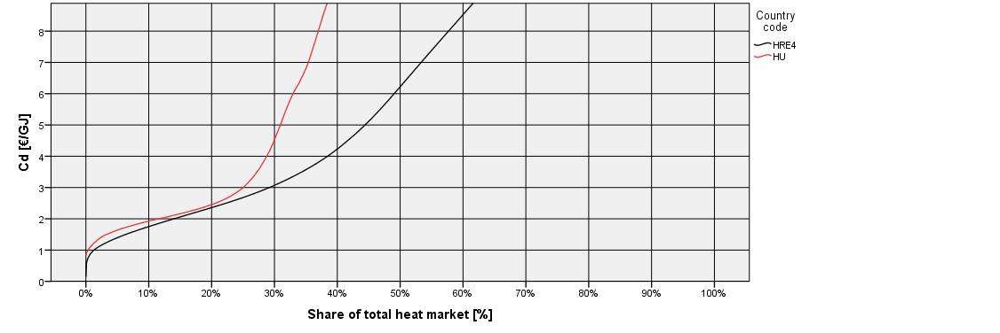 Country
code
HRE4
HU
Cd [€/GJ]
8
7
6
5
4
3
2
1
0
0% 10% 20% 30% 40% 50% 60% 70% 80% 90% 100%
Share of total heat market [%]